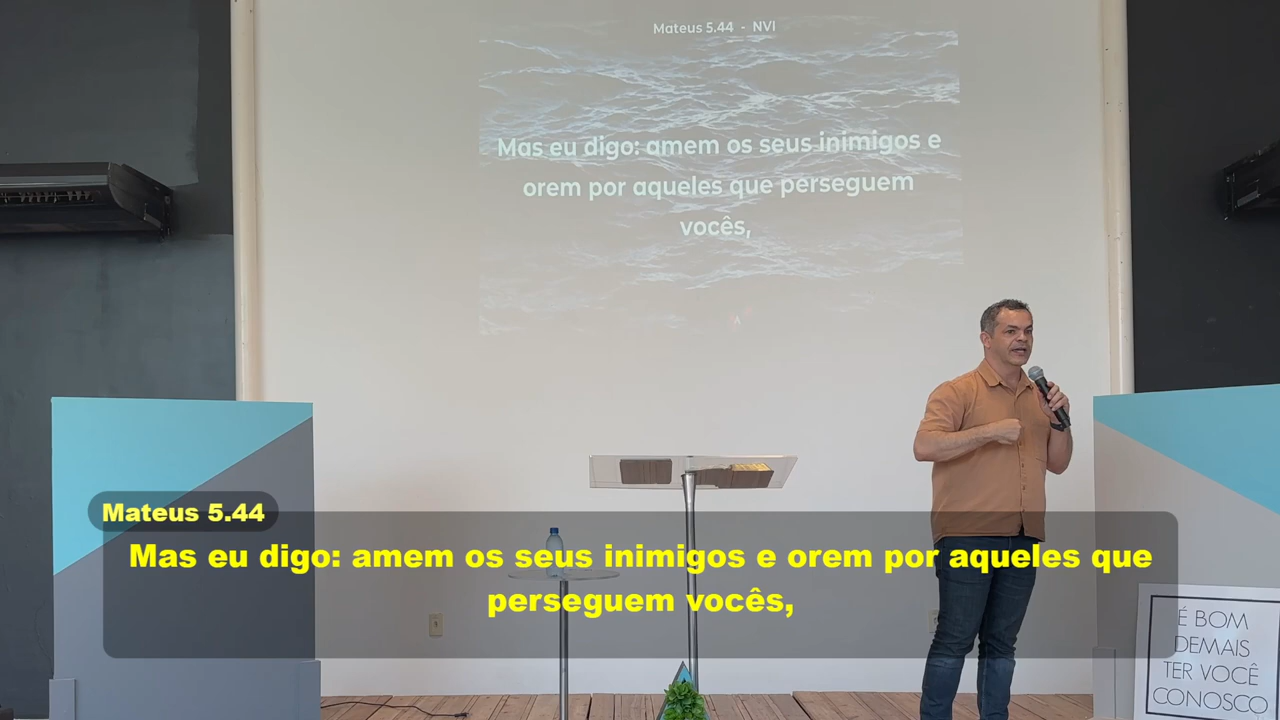 Mateus 5.44 - NVI
Mas eu digo: amem os seus inimigos e
orem por aqueles que perseguem
vocês,
Mateus 5.44
Mas eu digo: amem os seus inimigos e orem por aqueles que
perseguem vocês,
É BOM
DEMAIS
TER VOCÊ
CONOSCO